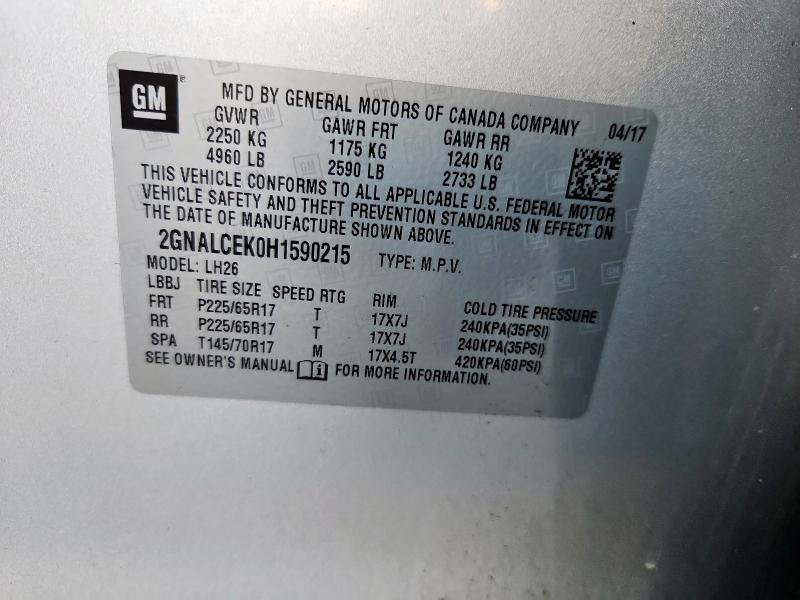 GM ® MFD BY GENERAL MOTORS OF CANADA COMPANY 04/17
GVWR GAWR FRT GAWR RR
2250 KG 1175 KG 1240 KG
4960 LB 2590 LB 2733 LB
THIS VEHICLE CONFORMS TO ALL APPLICABLE U.S. FEDERAL MOTOR
VEHICLE SAFETY AND THEFT PREVENTION STANDARDS IN EFFECT ON
THE DATE OF MANUFACTURE SHOWN ABOVE.
2GNALCEK0H1590215 TYPE: M.P.V.
MODEL: LH26
LBBJ TIRE SIZE SPEED RTG RIM COLD TIRE PRESSURE
FRT P225/65R17 T 17X7J 240KPA(35PSI)
RR P225/65R17 T 17X7J 240KPA(35PSI)
SPA T145/70R17 M 17X4.5T 420KPA(60PSI)
SEE OWNER'S MANUAL FOR MORE INFORMATION.